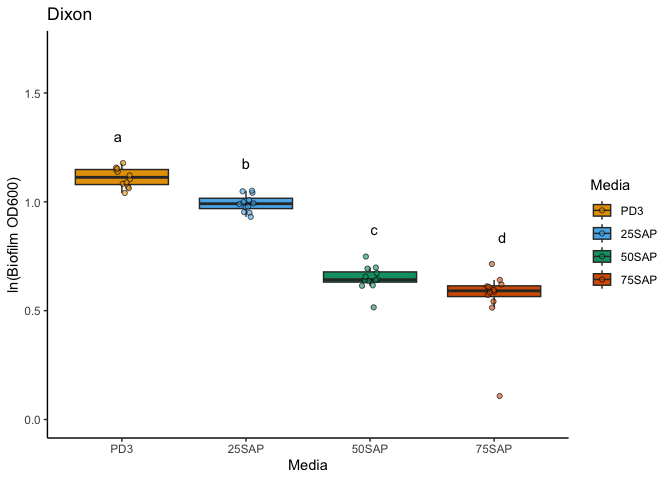 Dixon
ln(Biofilm OD600)
1.5
1.0
0.5
0.0
a
b
c
d
PD3
25SAP
50SAP
75SAP
Media
Media
PD3
25SAP
50SAP
75SAP